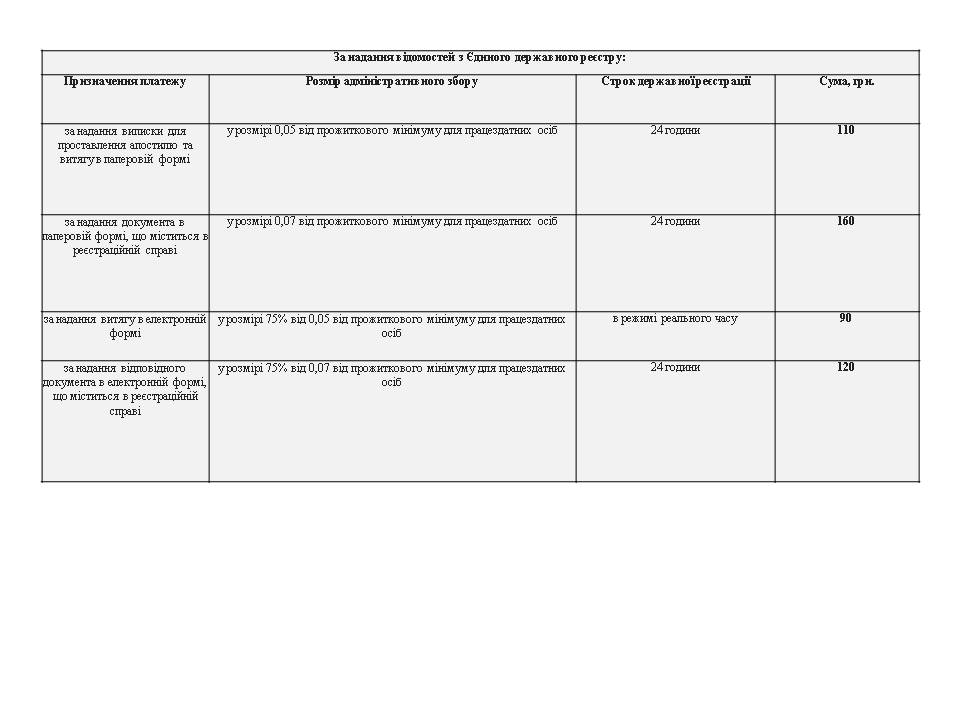 За надання відомостей з Єдиного державного реєстру:
Призначення платежу
Розмір адміністративного збору
Строк державної реєстрації
Сума, грн.
за надання виписки для
проставлення апостилю та
витягу в паперовій формі
у розмірі 0,05 від прожиткового мінімуму для працездатних осіб
24 години
110
за надання документа в
паперовій формі, що міститься в
реєстраційній справі
у розмірі 0,07 від прожиткового мінімуму для працездатних осіб
24 години
160
за надання витягу в електронній
формі
у розмірі 75% від 0,05 від прожиткового мінімуму для працездатних
осіб
в режимі реального часу
90
за надання відповідного
документа в електронній формі,
що міститься в реєстраційній
справі
у розмірі 75% від 0,07 від прожиткового мінімуму для працездатних
осіб
24 години
120